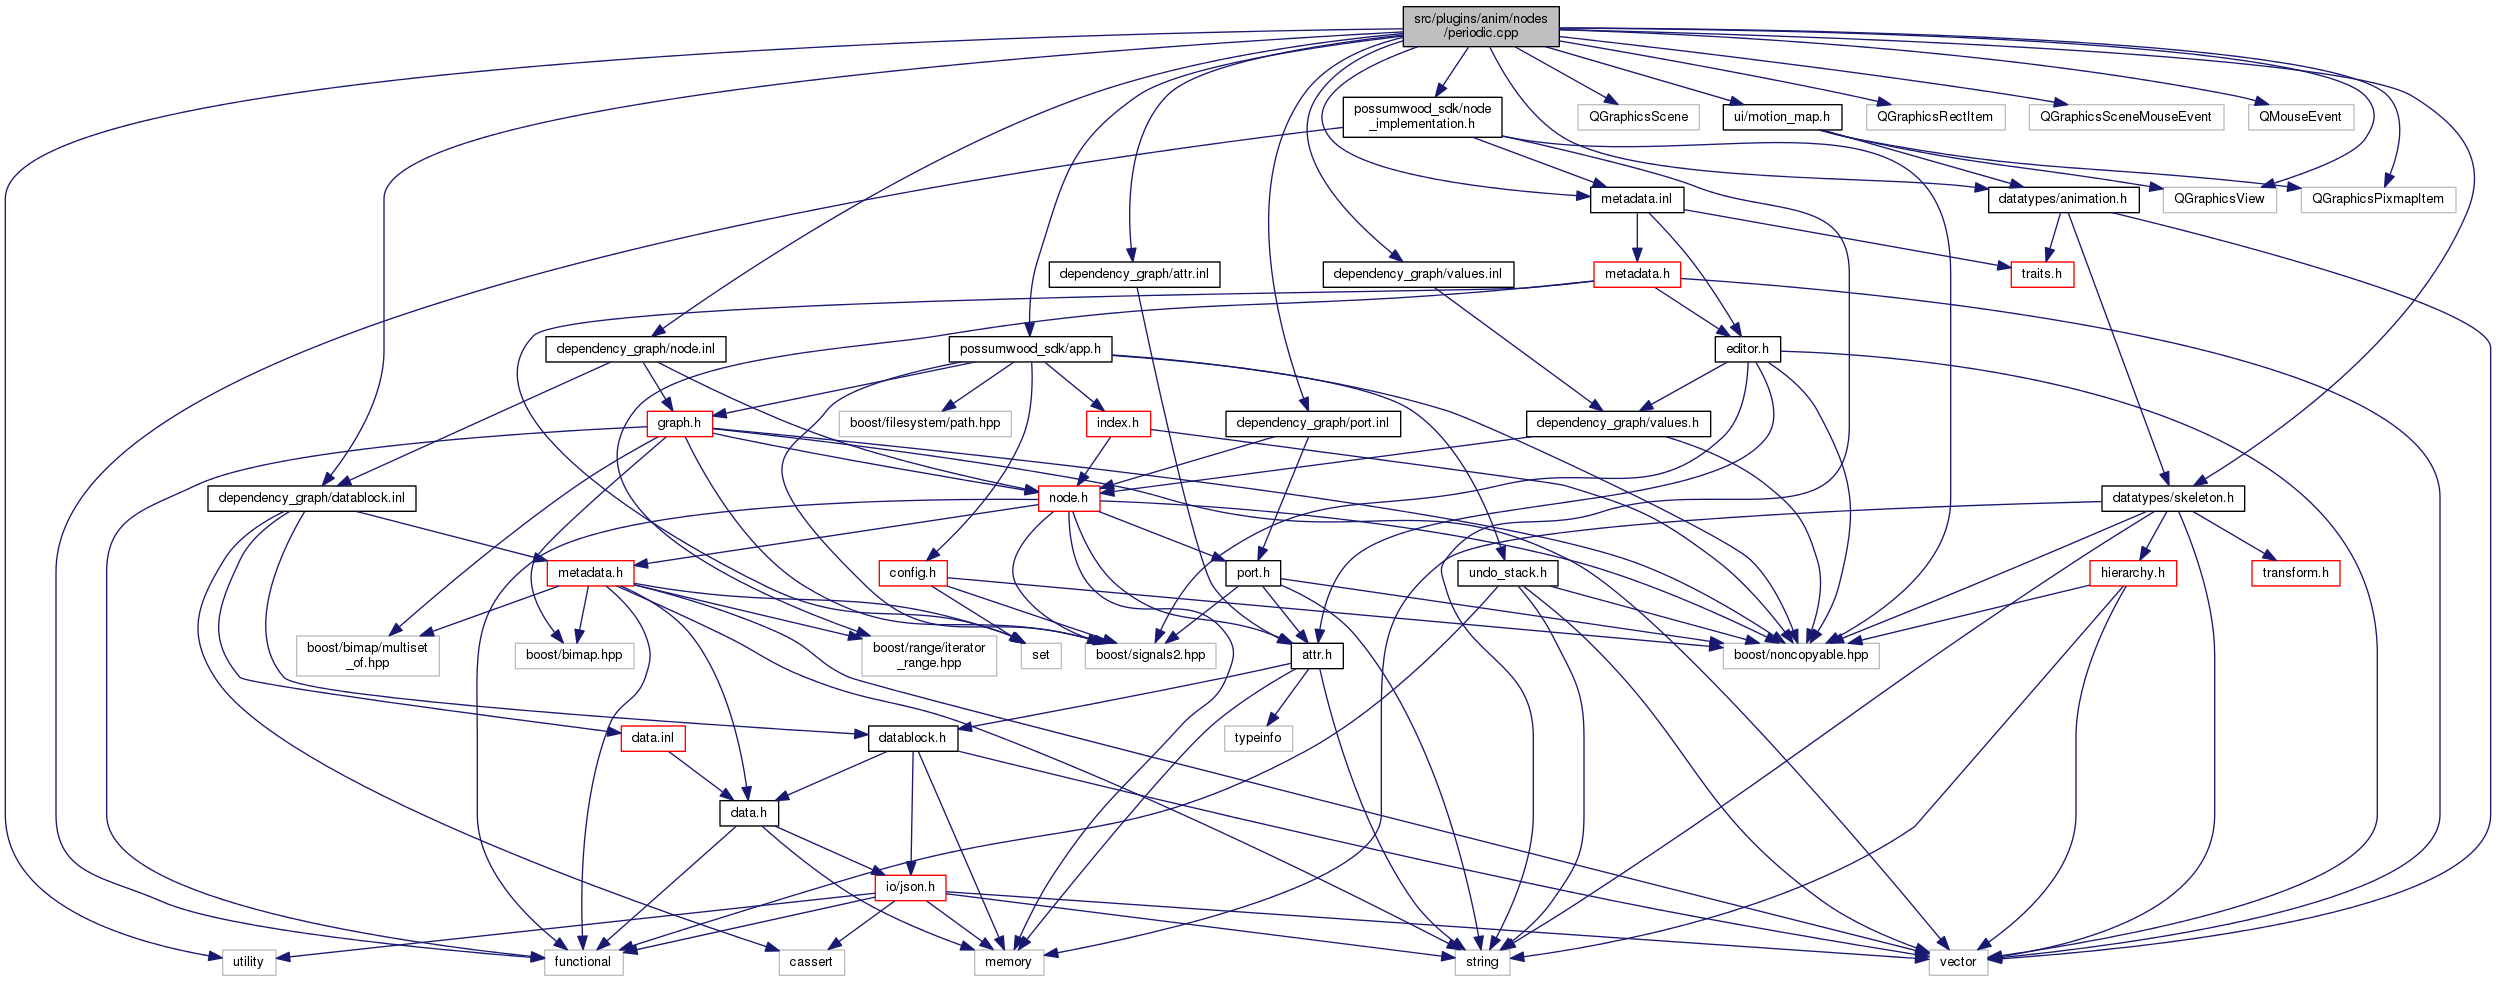 src/plugins/anim/nodes
/periodic.cpp
possumwood_sdk/node
_implementation.h
QGraphicsScene
ui/motion_map.h
QGraphicsRectItem
QGraphicsSceneMouseEvent
QMouseEvent
metadata.inl
datatypes/animation.h
QGraphicsView
QGraphicsPixmapItem
dependency_graph/attr.inl
dependency_graph/values.inl
metadata.h
traits.h
dependency_graph/node.inl
possumwood_sdk/app.h
editor.h
graph.h
boost/filesystem/path.hpp
index.h
dependency_graph/port.inl
dependency_graph/values.h
dependency_graph/datablock.inl
node.h
datatypes/skeleton.h
metadata.h
config.h
port.h
undo_stack.h
hierarchy.h
transform.h
boost/bimap/multiset
_of.hpp
boost/bimap.hpp
boost/range/iterator
_range.hpp
set
boost/signals2.hpp
attr.h
boost/noncopyable.hpp
data.inl
datablock.h
typeinfo
data.h
io/json.h
utility
functional
cassert
memory
string
vector